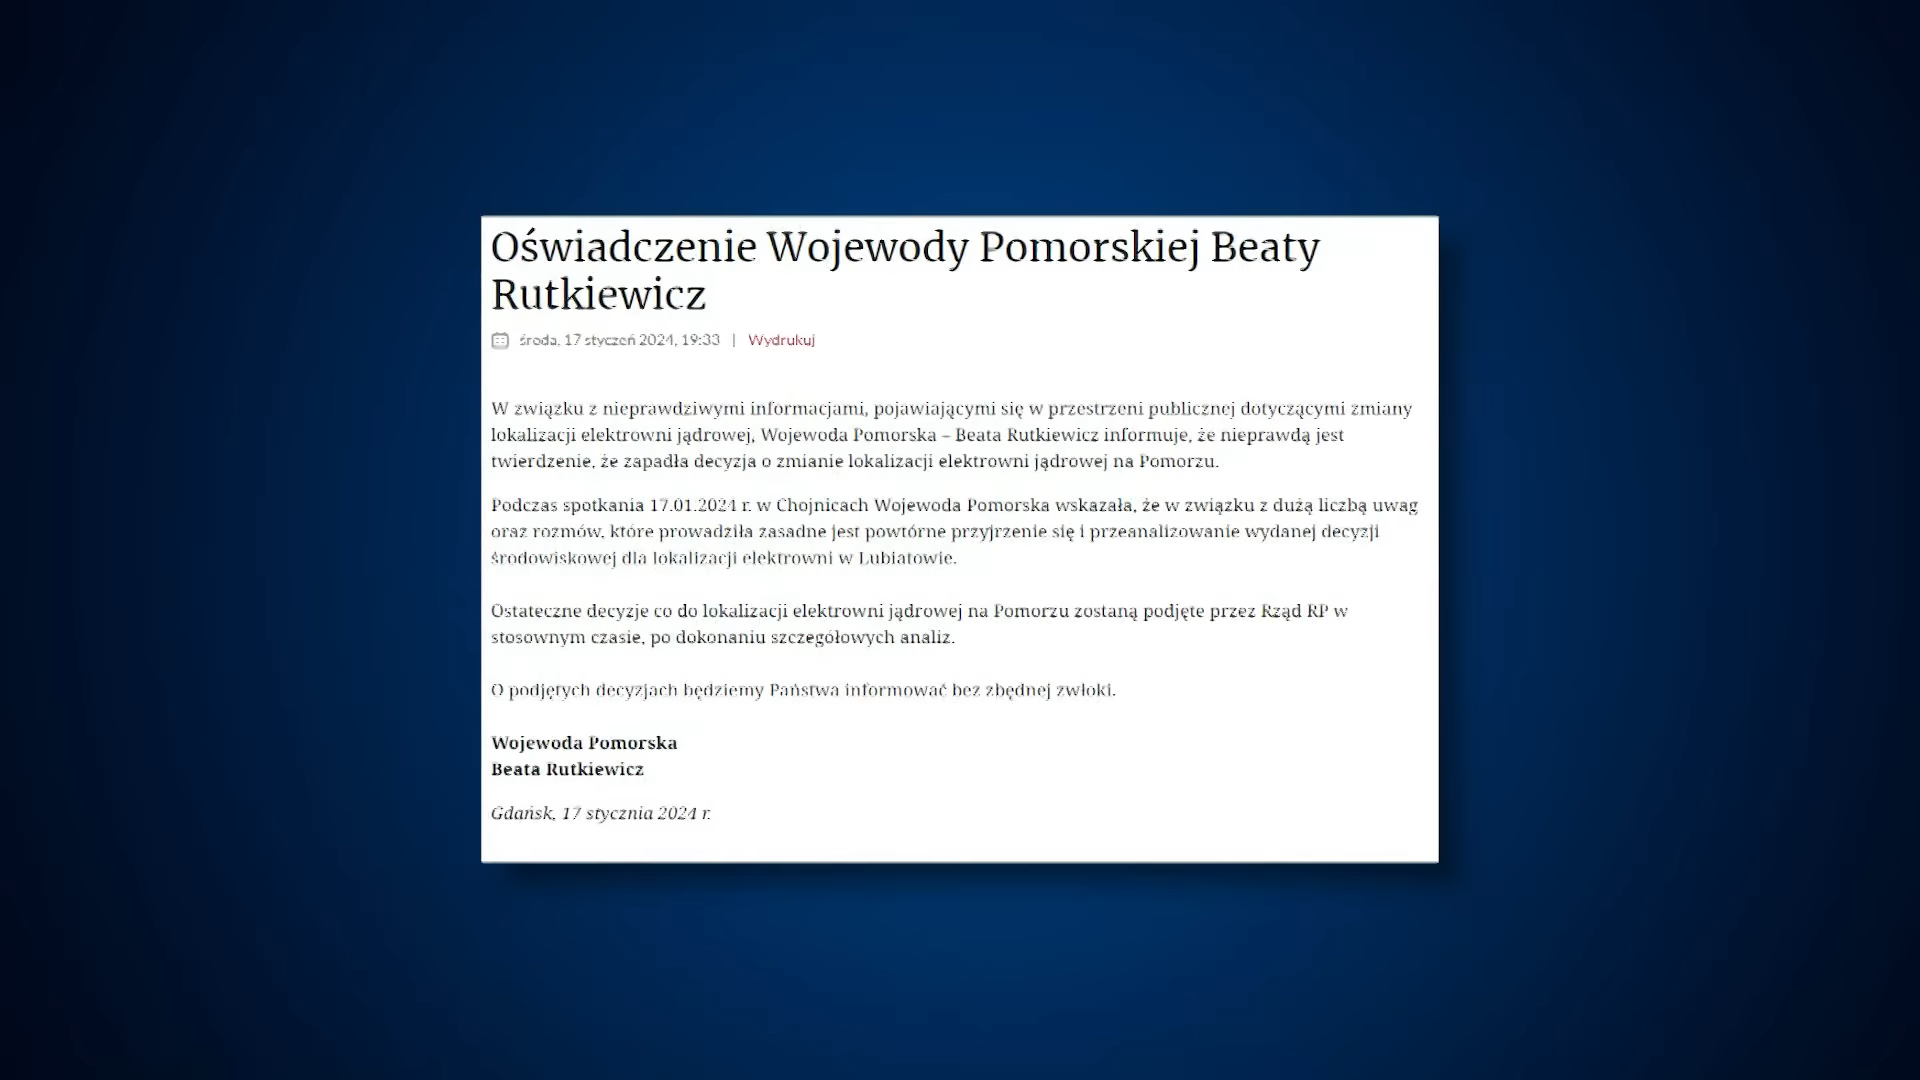 Oświadczenie Wojewody Pomorskiej Beaty
Rutkiewicz
środa, 17 styczeń 2024, 19:33 | Wydrukuj
W związku z nieprawdziwymi informacjami, pojawiającymi się w przestrzeni publicznej dotyczącymi zmiany
lokalizacji elektrowni jądrowej, Wojewoda Pomorska – Beata Rutkiewicz informuje, że nieprawdą jest
twierdzenie, że zapadła decyzja o zmianie lokalizacji elektrowni jądrowej na Pomorzu.
Podczas spotkania 17.01.2024 r. w Chojnicach Wojewoda Pomorska wskazała, że w związku z dużą liczbą uwag
oraz rozmów, które prowadziła zasadne jest powtórne przyjrzenie się i przeanalizowanie wydanej decyzji
środowiskowej dla lokalizacji elektrowni w Lubiatowie.
Ostateczne decyzje co do lokalizacji elektrowni jądrowej na Pomorzu zostaną podjęte przez Rząd RP w
stosownym czasie, po dokonaniu szczegółowych analiz.
O podjętych decyzjach będziemy Państwa informować bez zbędnej zwłoki.
Wojewoda Pomorska
Beata Rutkiewicz
Gdańsk, 17 stycznia 2024 r.